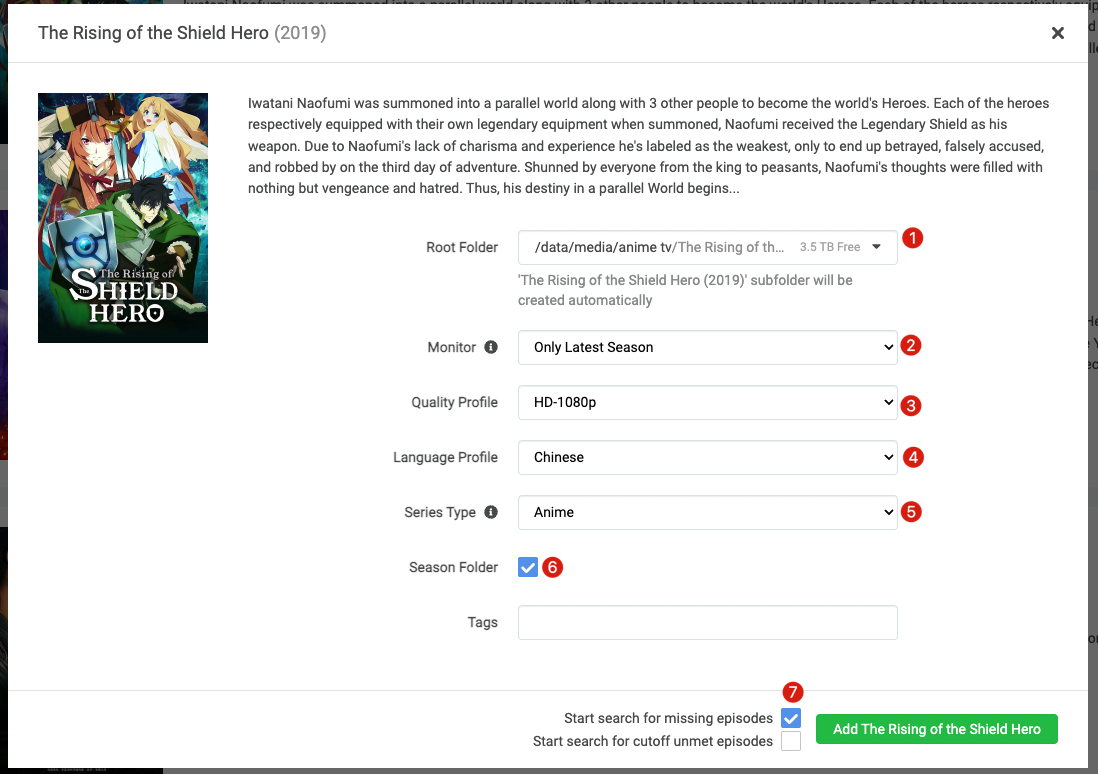 The Rising of the Shield Hero (2019)
Iwatani Naofumi was summoned into a parallel world along with 3 other people to become the world's Heroes. Each of the heroes
respectively equipped with their own legendary equipment when summoned, Naofumi received the Legendary Shield as his
weapon. Due to Naofumi's lack of charisma and experience he's labeled as the weakest, only to end up betrayed, falsely accused,
and robbed by on the third day of adventure. Shunned by everyone from the king to peasants, Naofumi's thoughts were filled with
nothing but vengeance and hatred. Thus, his destiny in a parallel World begins...
The Rising of
The SHIELD
HERO
Root Folder /data/media/anime tv/The Rising of th... 3.5 TB Free 1
'The Rising of the Shield Hero (2019)' subfolder will be
created automatically
Monitor Only Latest Season 2
Quality Profile HD-1080p 3
Language Profile Chinese 4
Series Type Anime 5
Season Folder 6
Tags
7
Start search for missing episodes
Start search for cutoff unmet episodes
Add The Rising of the Shield Hero